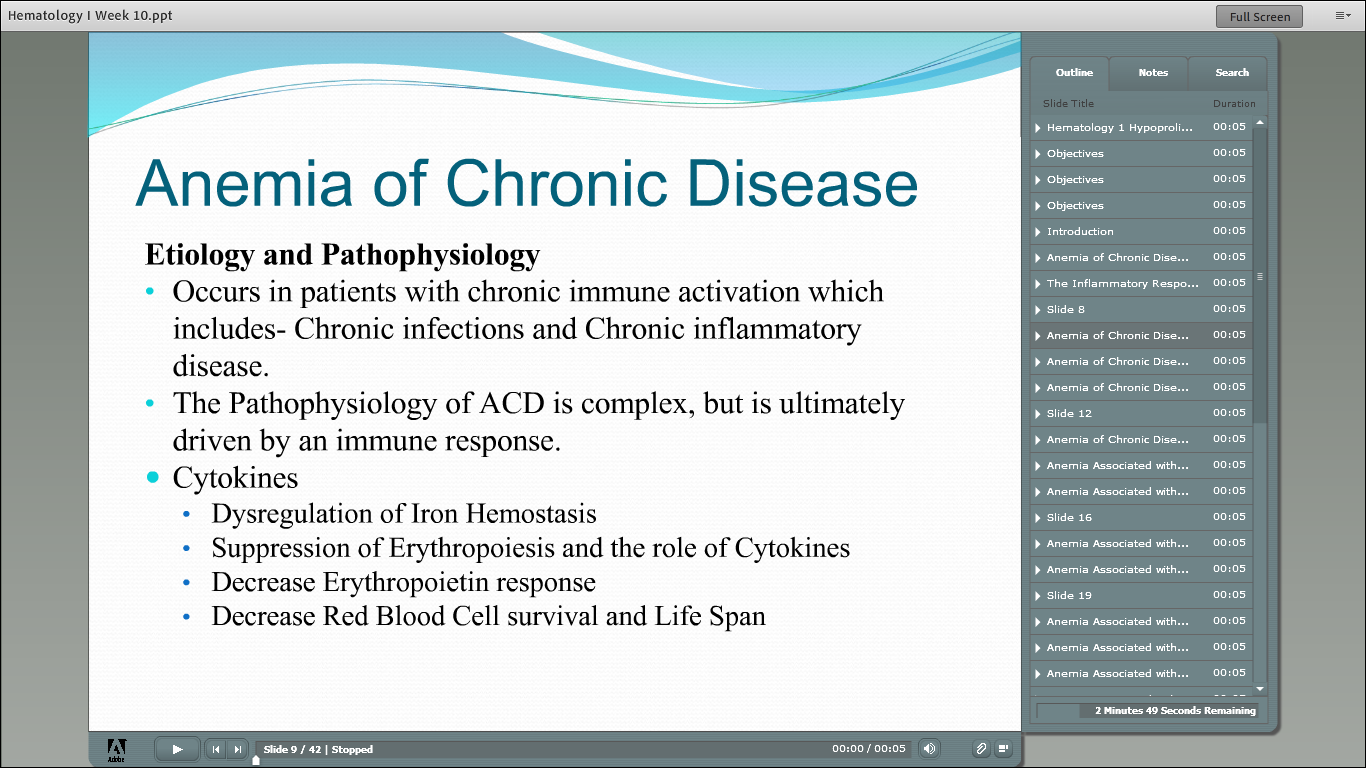 Hematology I Week 10.ppt
Full Screen
Anemia of Chronic Disease
Etiology and Pathophysiology
• Occurs in patients with chronic immune activation which
includes- Chronic infections and Chronic inflammatory
disease.
• The Pathophysiology of ACD is complex, but is ultimately
driven by an immune response.
• Cytokines
• Dysregulation of Iron Hemostasis
• Suppression of Erythropoiesis and the role of Cytokines
• Decrease Erythropoietin response
• Decrease Red Blood Cell survival and Life Span
Outline Notes Search
Slide Title Duration
Hematology 1 Hypoproli... 00:05
Objectives 00:05
Objectives 00:05
Objectives 00:05
Introduction 00:05
Anemia of Chronic Dise... 00:05
The Inflammatory Respo... 00:05
Slide 8 00:05
Anemia of Chronic Dise... 00:05
Anemia of Chronic Dise... 00:05
Anemia of Chronic Dise... 00:05
Slide 12 00:05
Anemia of Chronic Dise... 00:05
Anemia Associated with... 00:05
Anemia Associated with... 00:05
Slide 16 00:05
Anemia Associated with... 00:05
Anemia Associated with... 00:05
Slide 19 00:05
Anemia Associated with... 00:05
Anemia Associated with... 00:05
Anemia Associated with... 00:05
2 Minutes 49 Seconds Remaining
Adobe
Slide 9 / 42 | Stopped
00:00 / 00:05